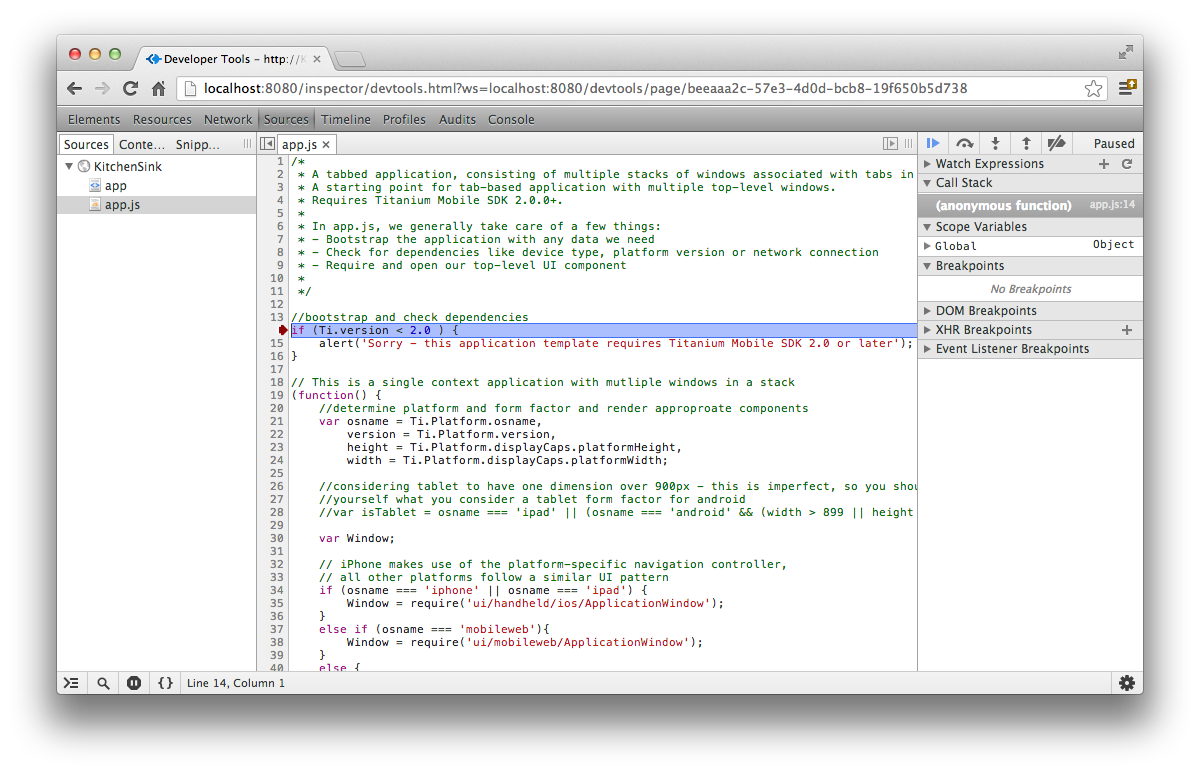 Developer Tools - http://
localhost:8080/inspector/devtools.html?ws=localhost:8080/devtools/page/beeaaa2c-57e3-4d0d-bcb8-19f650b5d738
Elements Resources Network Sources Timeline Profiles Audits Console
Sources Conte... Snipp...
KitchenSink
app
app.js
app.js
1 /*
2 * A tabbed application, consisting of multiple stacks of windows associated with tabs in
3 * A starting point for tab-based application with multiple top-level windows.
4 * Requires Titanium Mobile SDK 2.0.0+.
5 *
6 * In app.js, we generally take care of a few things:
7 * - Bootstrap the application with any data we need
8 * - Check for dependencies like device type, platform version or network connection
9 * - Require and open our top-level UI component
10 *
11 */
12
13 //bootstrap and check dependencies
if (Ti.version < 2.0 ) {
15 alert('Sorry - this application template requires Titanium Mobile SDK 2.0 or later');
16 }
17
18 // This is a single context application with mutliple windows in a stack
19 (function() {
20 //determine platform and form factor and render approproate components
21 var osname = Ti.Platform.osname,
22 version = Ti.Platform.version,
23 height = Ti.Platform.displayCaps.platformHeight,
24 width = Ti.Platform.displayCaps.platformWidth;
25
26 //considering tablet to have one dimension over 900px - this is imperfect, so you shou
27 //yourself what you consider a tablet form factor for android
28 //var isTablet = osname === 'ipad' || (osname === 'android' && (width > 899 || height
29
30 var Window;
31
32 // iPhone makes use of the platform-specific navigation controller,
33 // all other platforms follow a similar UI pattern
34 if (osname === 'iphone' || osname === 'ipad') {
35 Window = require('ui/handheld/ios/ApplicationWindow');
36 }
37 else if (osname === 'mobileweb'){
38 Window = require('ui/mobileweb/ApplicationWindow');
39 }
40 else {
Paused
Watch Expressions
Call Stack
(anonymous function) app.js:14
Scope Variables
Global Object
Breakpoints
No Breakpoints
DOM Breakpoints
XHR Breakpoints
Event Listener Breakpoints
Line 14, Column 1